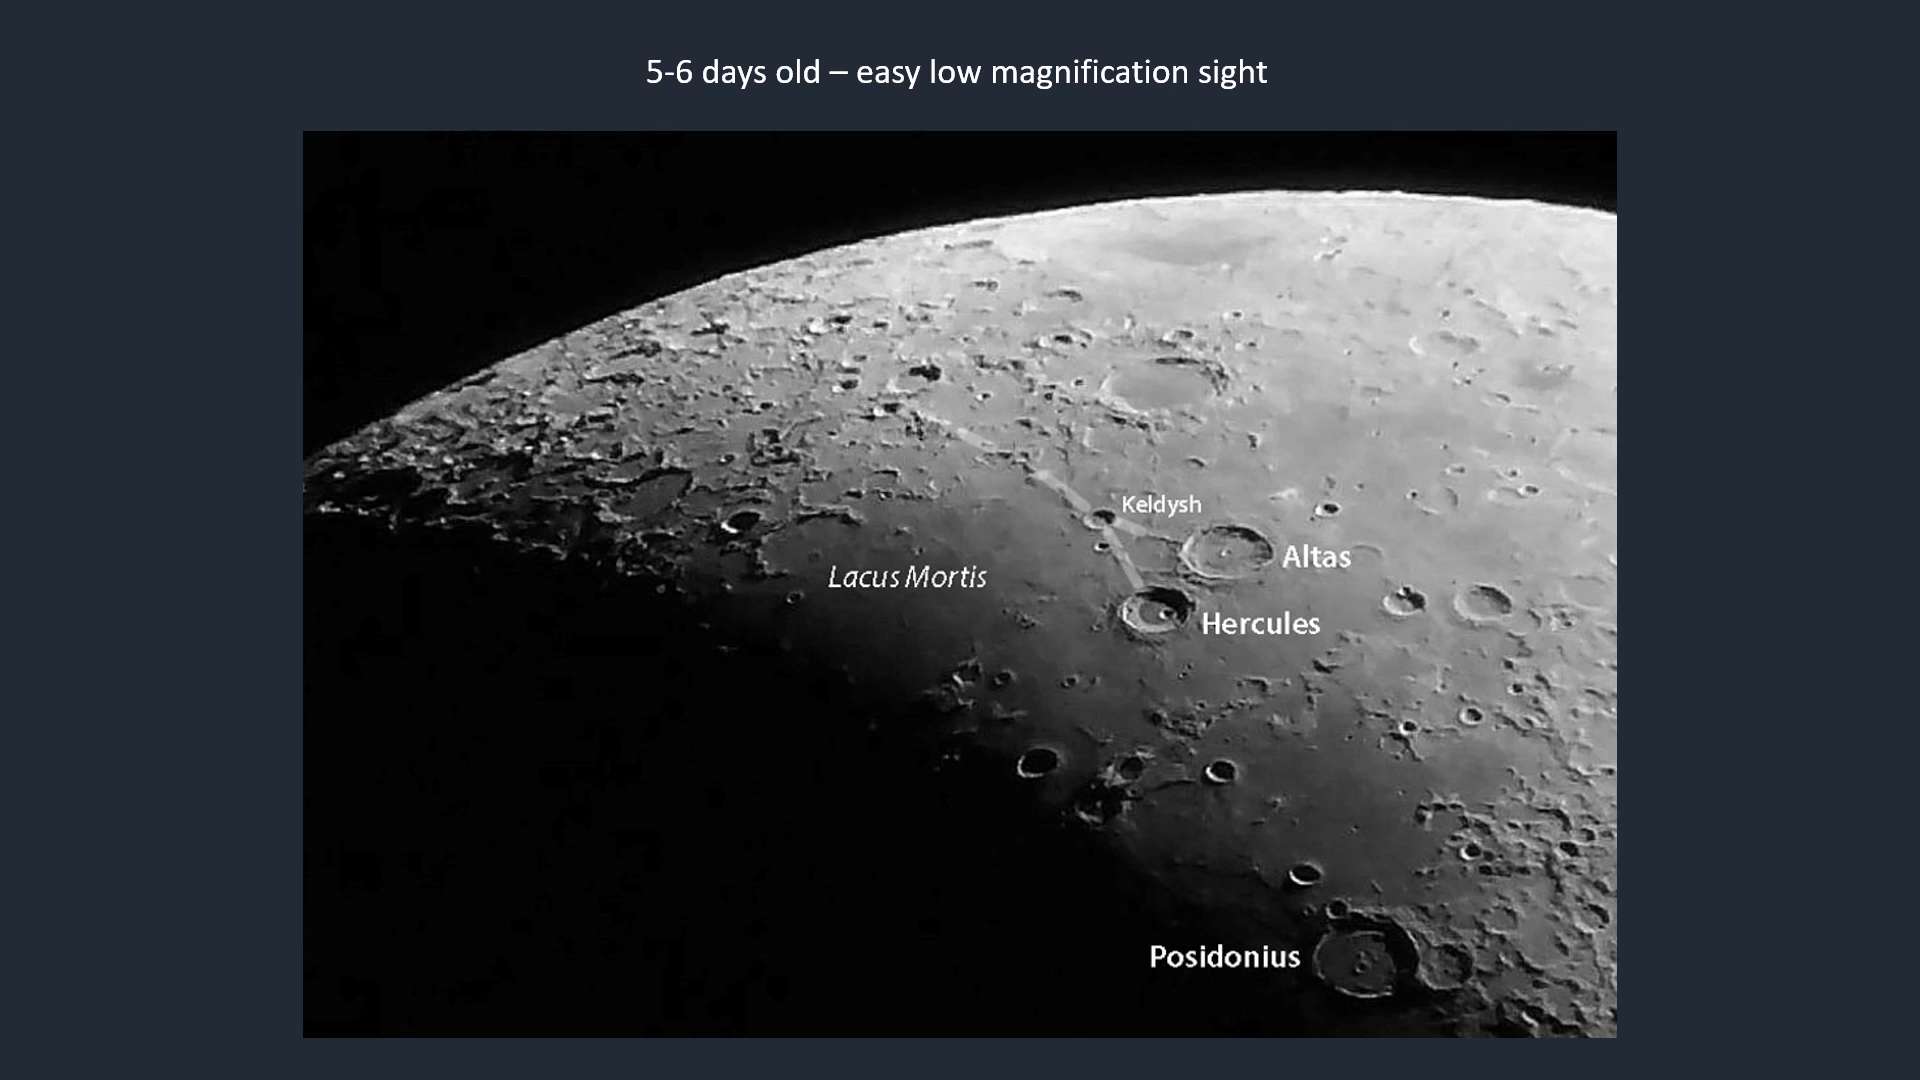 5-6 days old – easy low magnification sight
Keldysh
Altas
Lacus Mortis
Hercules
Posidonius